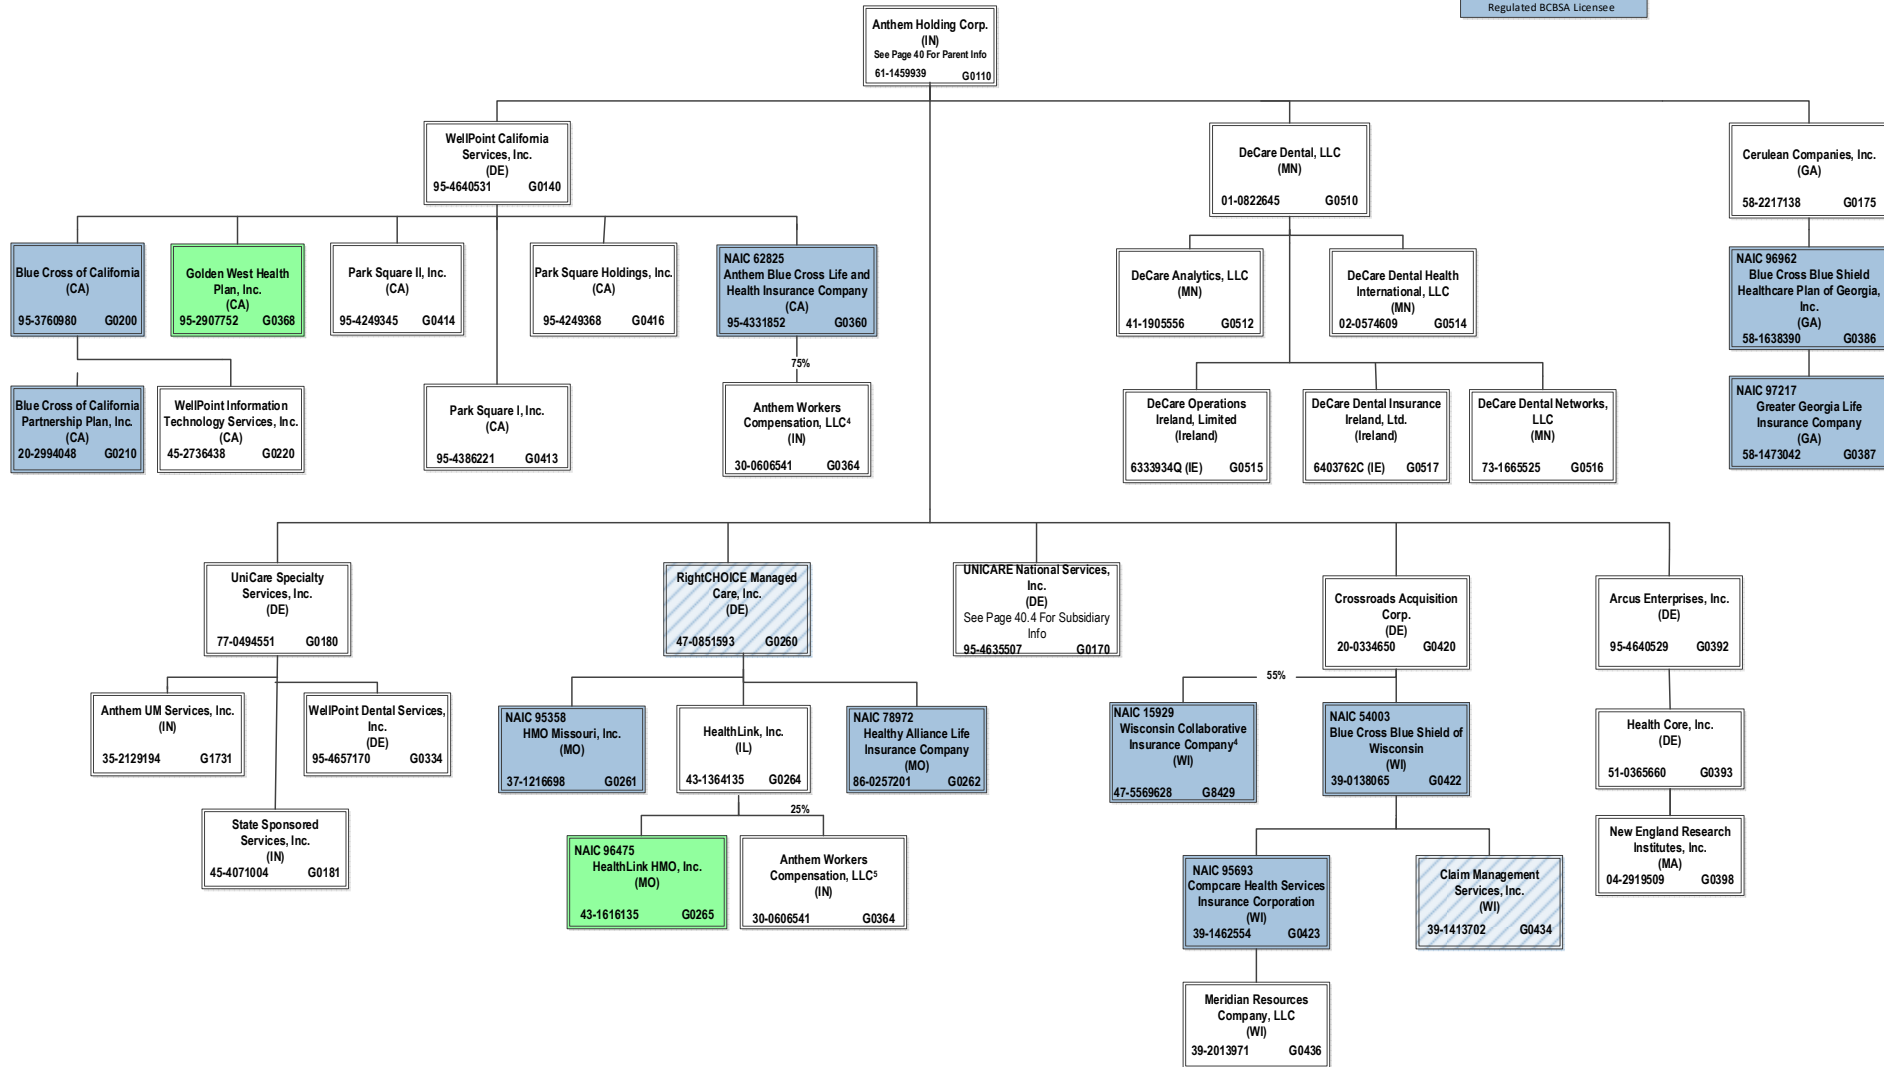 Regulated BCBSA Licensee
Anthem Holding Corp.
(IN)
See Page 40 For Parent Info
61-1459939 G0110
WellPoint California
Services, Inc.
(DE)
95-4640531 G0140
DeCare Dental, LLC
(MN)
01-0822645 G0510
Cerulean Companies, Inc.
(GA)
58-2217138 G0175
Blue Cross of California
(CA)
95-3760980 G0200
Golden West Health
Plan, Inc.
(CA)
95-2907752 G0368
Park Square II, Inc.
(CA)
95-4249345 G0414
Park Square Holdings, Inc.
(CA)
95-4249368 G0416
NAIC 62825
Anthem Blue Cross Life and
Health Insurance Company
(CA)
95-4331852 G0360
DeCare Analytics, LLC
(MN)
41-1905556 G0512
DeCare Dental Health
International, LLC
(MN)
02-0574609 G0514
NAIC 96962
Blue Cross Blue Shield
Healthcare Plan of Georgia,
Inc.
(GA)
58-1638390 G0386
75%
Blue Cross of California
Partnership Plan, Inc.
(CA)
20-2994048 G0210
WellPoint Information
Technology Services, Inc.
(CA)
45-2736438 G0220
Park Square I, Inc.
(CA)
95-4386221 G0413
Anthem Workers
Compensation, LLC⁴
(IN)
30-0606541 G0364
DeCare Operations
Ireland, Limited
(Ireland)
6333934Q (IE) G0515
DeCare Dental Insurance
Ireland, Ltd.
(Ireland)
6403762C (IE) G0517
DeCare Dental Networks,
LLC
(MN)
73-1665525 G0516
NAIC 97217
Greater Georgia Life
Insurance Company
(GA)
58-1473042 G0387
UniCare Specialty
Services, Inc.
(DE)
77-0494551 G0180
RightCHOICE Managed
Care, Inc.
(DE)
47-0851593 G0260
UNICARE National Services,
Inc.
(DE)
See Page 40.4 For Subsidiary
Info
95-4635507 G0170
Crossroads Acquisition
Corp.
(DE)
20-0334650 G0420
Arcus Enterprises, Inc.
(DE)
95-4640529 G0392
55%
Anthem UM Services, Inc.
(IN)
35-2129194 G1731
WellPoint Dental Services,
Inc.
(DE)
95-4657170 G0334
NAIC 95358
HMO Missouri, Inc.
(MO)
37-1216698 G0261
HealthLink, Inc.
(IL)
43-1364135 G0264
NAIC 78972
Healthy Alliance Life
Insurance Company
(MO)
86-0257201 G0262
NAIC 15929
Wisconsin Collaborative
Insurance Company⁴
(WI)
47-5569628 G8429
NAIC 54003
Blue Cross Blue Shield of
Wisconsin
(WI)
39-0138065 G0422
Health Core, Inc.
(DE)
51-0365660 G0393
State Sponsored
Services, Inc.
(IN)
45-4071004 G0181
25%
NAIC 96475
HealthLink HMO, Inc.
(MO)
43-1616135 G0265
Anthem Workers
Compensation, LLC⁵
(IN)
30-0606541 G0364
NAIC 95693
Compcare Health Services
Insurance Corporation
(WI)
39-1462554 G0423
Claim Management
Services, Inc.
(WI)
39-1413702 G0434
New England Research
Institutes, Inc.
(MA)
04-2919509 G0398
Meridian Resources
Company, LLC
(WI)
39-2013971 G0436